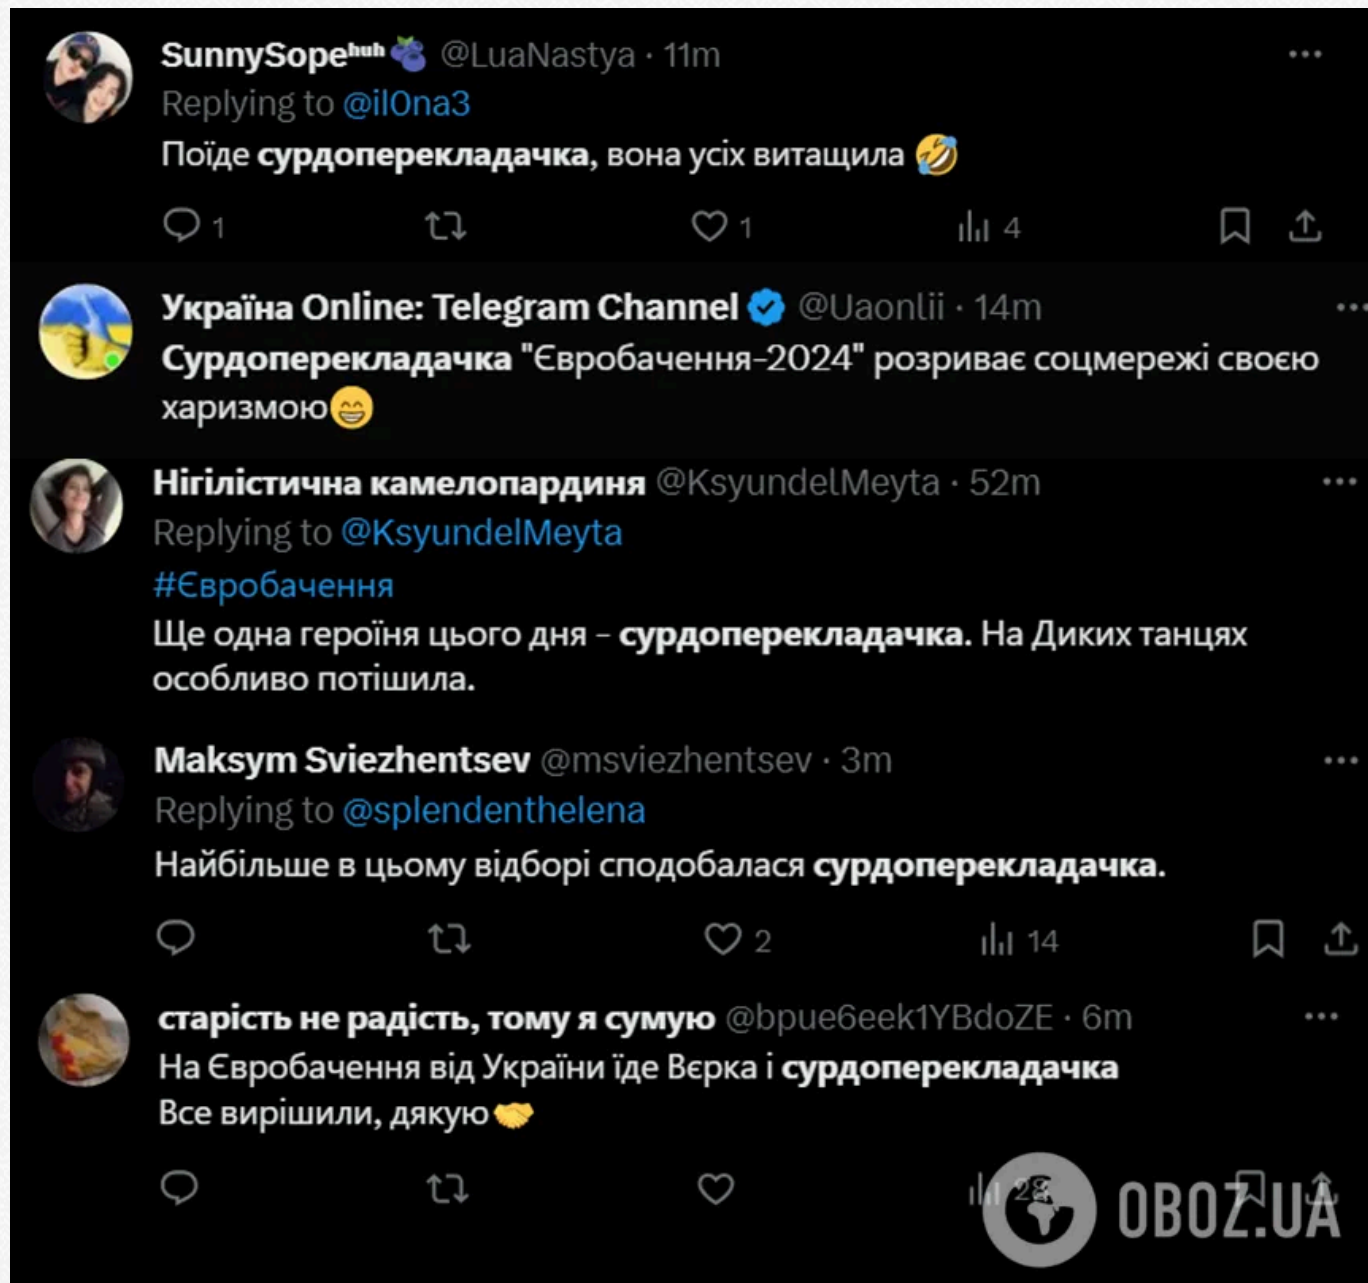 SunnySopeʰᵘʰ🫐 @LuaNastya · 11m
Replying to @il0na3
Поїде сурдоперекладачка, вона усіх витащила 🤣
1 1 4
Україна Online: Telegram Channel @Uaonlii · 14m
Сурдоперекладачка "Євробачення-2024" розриває соцмережі своєю
харизмою😁
Нігілістична камелопардиня @KsyundelMeyta · 52m
Replying to @KsyundelMeyta
#Євробачення
Ще одна героїня цього дня – сурдоперекладачка. На Диких танцях
особливо потішила.
Maksym Sviezhentsev @msviezhentsev · 3m
Replying to @splendenthelena
Найбільше в цьому відборі сподобалася сурдоперекладачка.
2 14
старість не радість, тому я сумую @bpue6eek1YBdoZE · 6m
На Євробачення від України їде Вєрка і сурдоперекладачка
Все вирішили, дякую🤝
OBOZ.UA